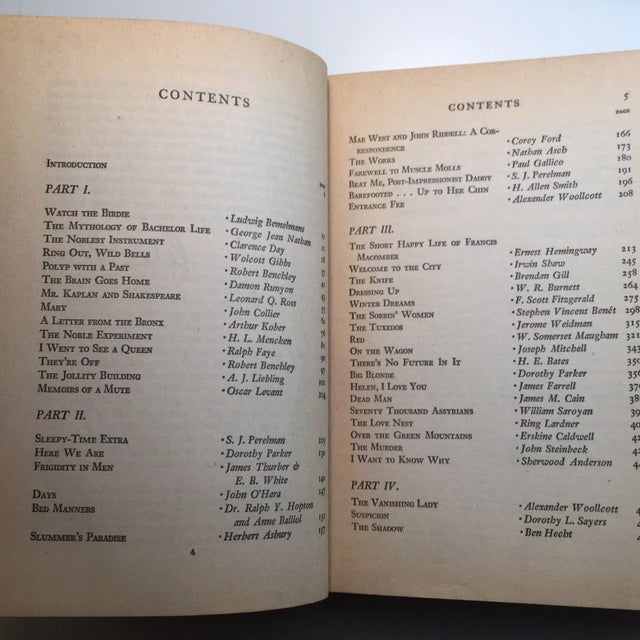 CONTENTS
INTRODUCTION
PART I.
WATCH THE BIRDIE • Ludwig Bemelmans
THE MYTHOLOGY OF BACHELOR LIFE • George Jean Nathan
THE NOBLEST INSTRUMENT • Clarence Day
RING OUT, WILD BELLS • Wolcott Gibbs
POLYP WITH A PAST • Robert Benchley
THE BRAIN GOES HOME • Damon Runyon
MR. KAPLAN AND SHAKESPEARE • Leonard Q. Ross
MARY • John Collier
A LETTER FROM THE BRONX • Arthur Kober
THE NOBLE EXPERIMENT • H. L. Mencken
I WENT TO SEE A QUEEN • Ralph Faye
THEY'RE OFF • Robert Benchley
THE JOLLITY BUILDING • A. J. Liebling
MEMOIRS OF A MUTE • Oscar Levant
PART II.
SLEEPY-TIME EXTRA • S. J. Perelman
HERE WE ARE • Dorothy Parker
FRIGIDITY IN MEN • James Thurber &
E. B. White
DAYS • John O'Hara 147
BED MANNERS • Dr. Ralph Y. Hopton
and Anne Balliol
SLUMMER'S PARADISE • Herbert Asbury 157
4
CONTENTS 5
PAGE
MAE WEST AND JOHN RIDDELL: A COR-
RESPONDENCE • Corey Ford 166
THE WORKS • Nathan Asch 173
FAREWELL TO MUSCLE MOLLS • Paul Gallico 180
BEAT ME, POST-IMPRESSIONIST DADDY • S. J. Perelman 191
BAREFOOTED . . . UP TO HER CHIN • H. Allen Smith 196
ENTRANCE FEE • Alexander Woollcott 208
PART III.
THE SHORT HAPPY LIFE OF FRANCIS
MACOMBER • Ernest Hemingway 213
WELCOME TO THE CITY • Irwin Shaw 245
THE KNIFE • Brendan Gill 258
DRESSING UP • W. R. Burnett 264
WINTER DREAMS • F. Scott Fitzgerald 275
THE SOBBIN' WOMEN • Stephen Vincent Benét 298
THE TUXEDOS • Jerome Weidman 315
RED • W. Somerset Maugham 321
ON THE WAGON • Joseph Mitchell 343
THERE'S NO FUTURE IN IT • H. E. Bates 350
BIG BLONDE • Dorothy Parker 356
HELEN, I LOVE YOU • James Farrell
DEAD MAN • James M. Cain
SEVENTY THOUSAND ASSYRIANS • William Saroyan
THE LOVE NEST • Ring Lardner
OVER THE GREEN MOUNTAINS • Erskine Caldwell
THE MURDER • John Steinbeck
I WANT TO KNOW WHY • Sherwood Anderson
PART IV.
THE VANISHING LADY • Alexander Woollcott
SUSPICION • Dorothy L. Sayers
THE SHADOW • Ben Hecht